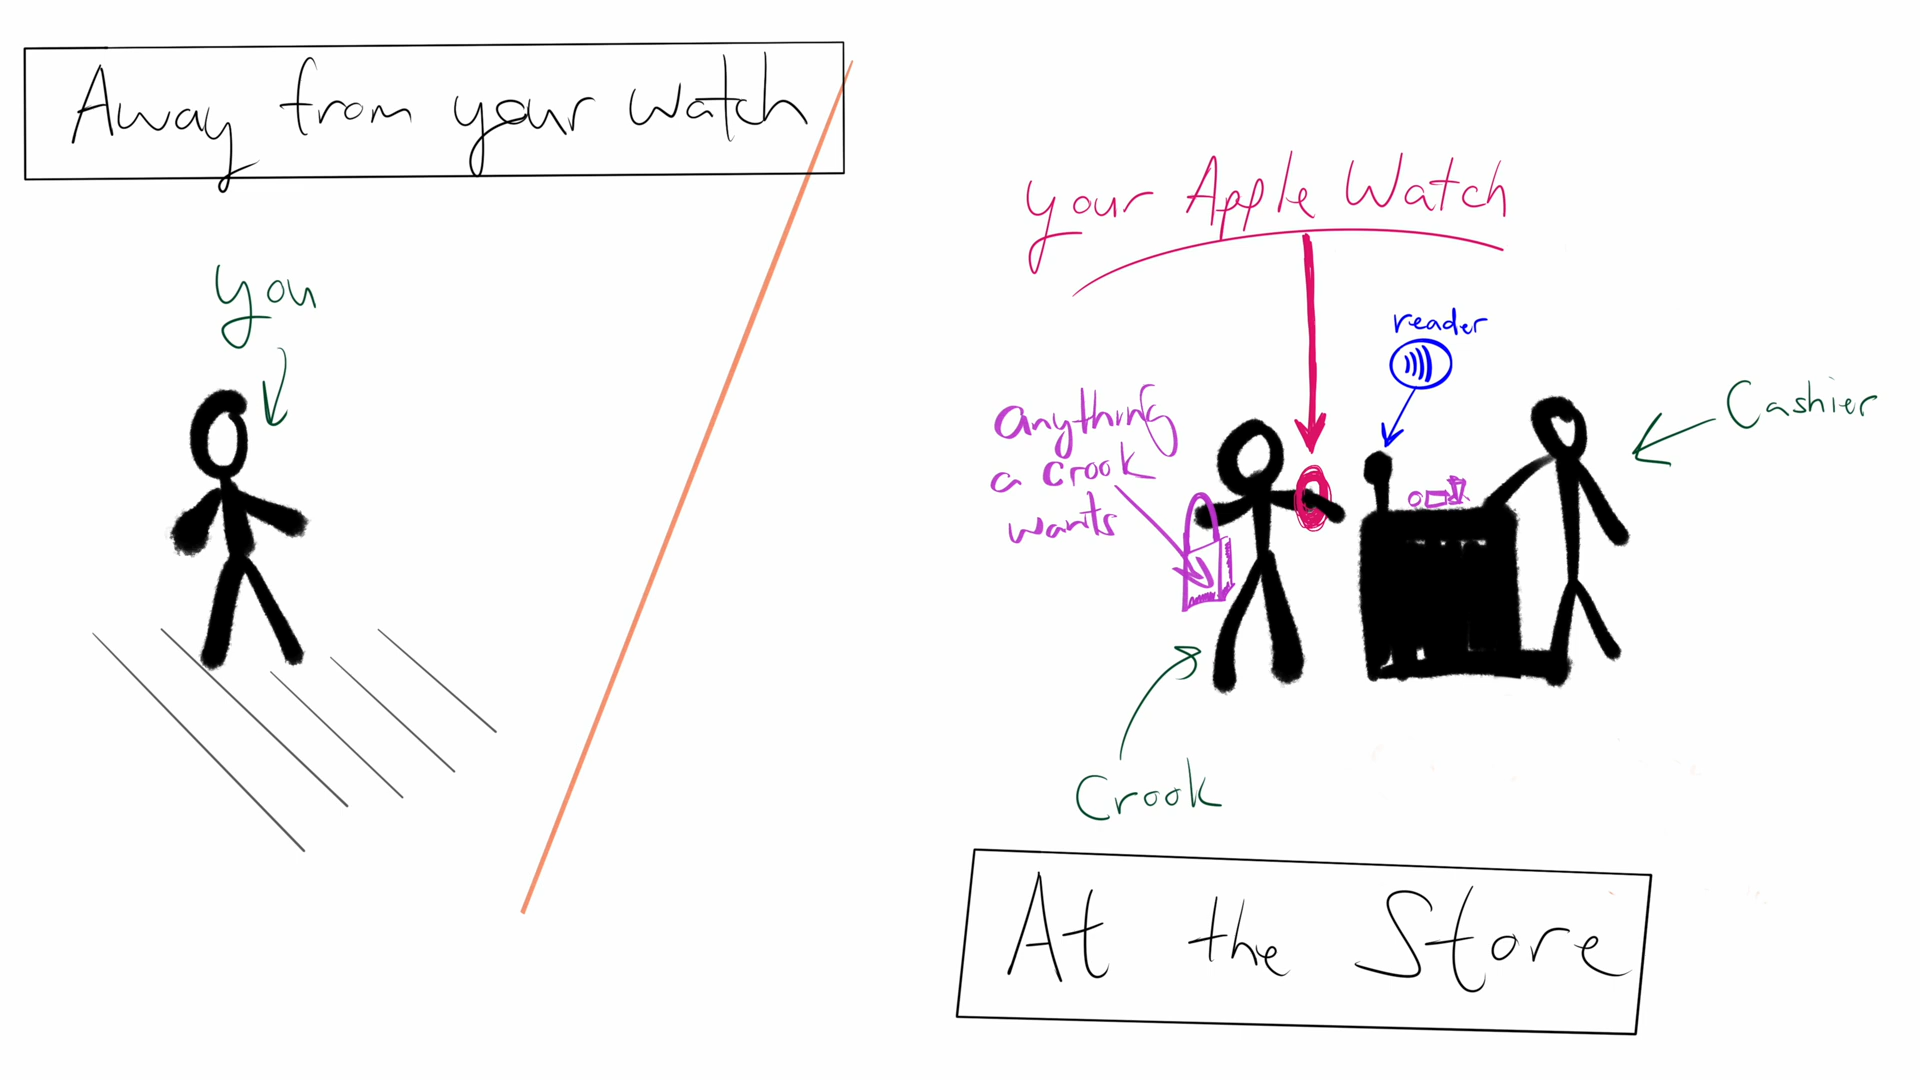 Away from your watch
you
your Apple Watch
reader
anything
a crook
wants
Cashier
Crook
At the Store